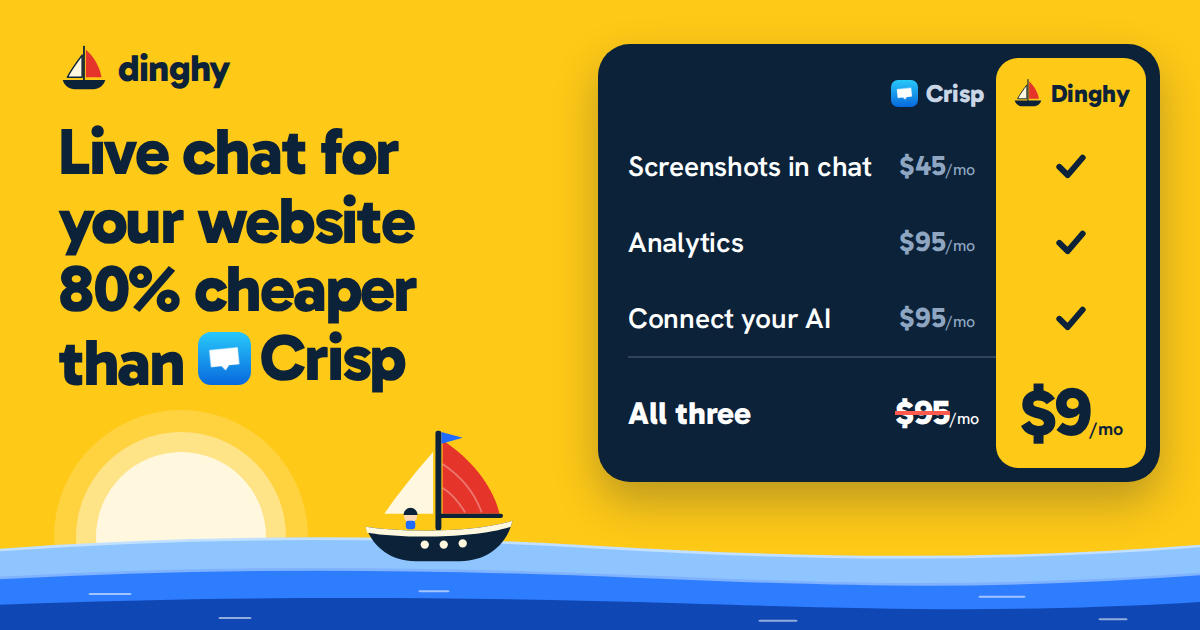 dinghy
Live chat for
your website
80% cheaper
than Crisp
Crisp Dinghy
Screenshots in chat $45/mo
Analytics $95/mo
Connect your AI $95/mo
All three $95/mo $9/mo